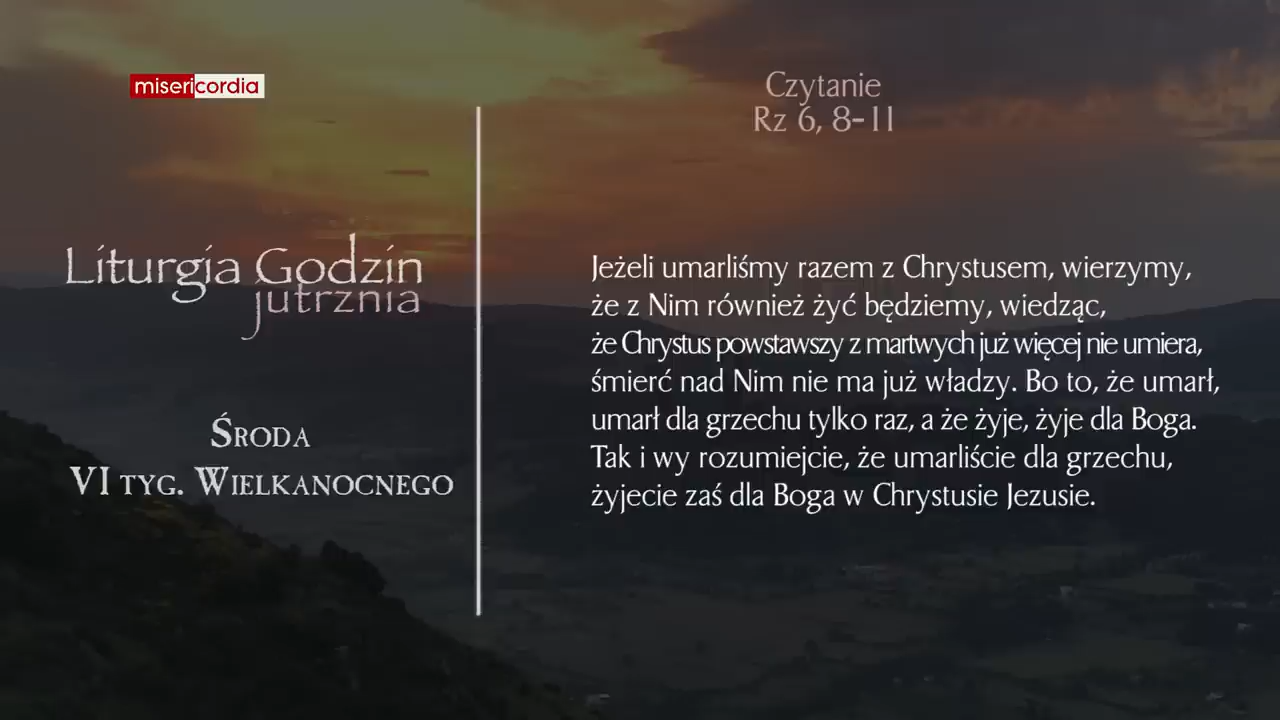 misericordia
Liturgia Godzin
jutrznia
Środa
VI tyg. Wielkanocnego
Czytanie
Rz 6, 8-11
Jeżeli umarliśmy razem z Chrystusem, wierzymy,
że z Nim również żyć będziemy, wiedząc,
że Chrystus powstawszy z martwych już więcej nie umiera,
śmierć nad Nim nie ma już władzy. Bo to, że umarł,
umarł dla grzechu tylko raz, a że żyje, żyje dla Boga.
Tak i wy rozumiejcie, że umarliście dla grzechu,
żyjecie zaś dla Boga w Chrystusie Jezusie.